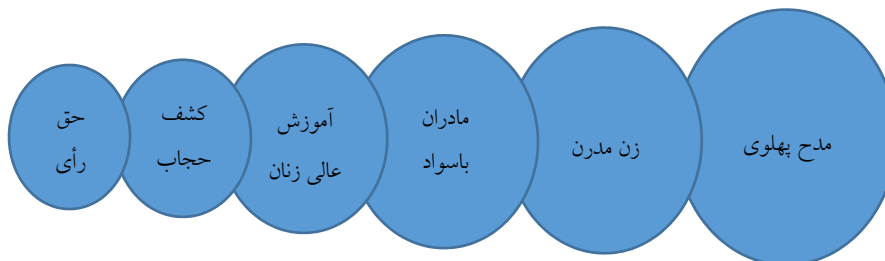 مدح پهلوی
زن مدرن
مادران
باسواد
آموزش
عالی زنان
کشف
حجاب
حق
رأی